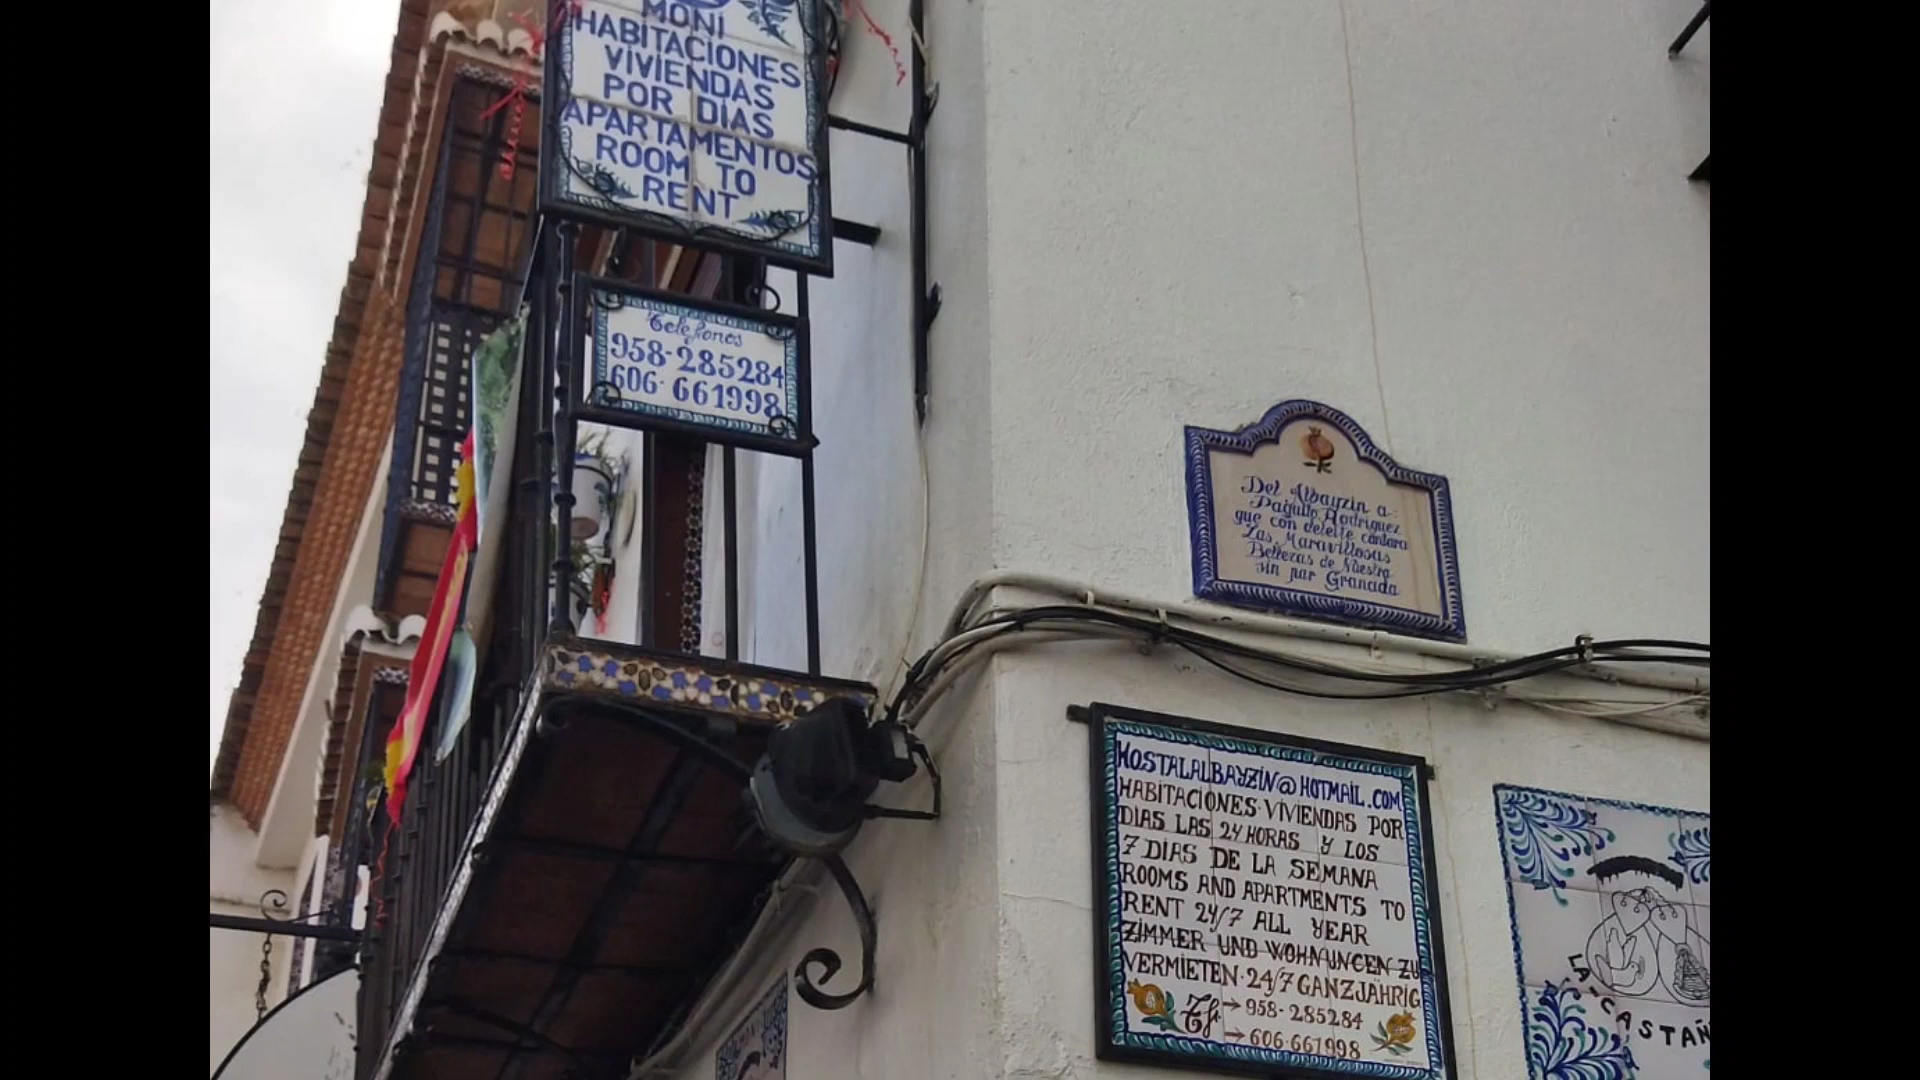 MONI
HABITACIONES
VIVIENDAS
POR DIAS
APARTAMENTOS
ROOM TO
RENT
Telefonos
958-285284
606-661998
Del Albayzin a:
Paquito Rodriguez
que con deleite cantara
Las Maravillosas
Bellezas de Nuestra
sin par Granada
HOSTALALBAYZIN@HOTMAIL.COM
HABITACIONES-VIVIENDAS POR
DIAS LAS 24 HORAS Y LOS
7 DIAS DE LA SEMANA
ROOMS AND APARTMENTS TO
RENT 24/7 ALL YEAR
ZIMMER UND WOHNUNGEN ZU
VERMIETEN-24/7 GANZJÄHRIG
Tf: → 958-285284
→ 606-661998
LA-CASTAÑ